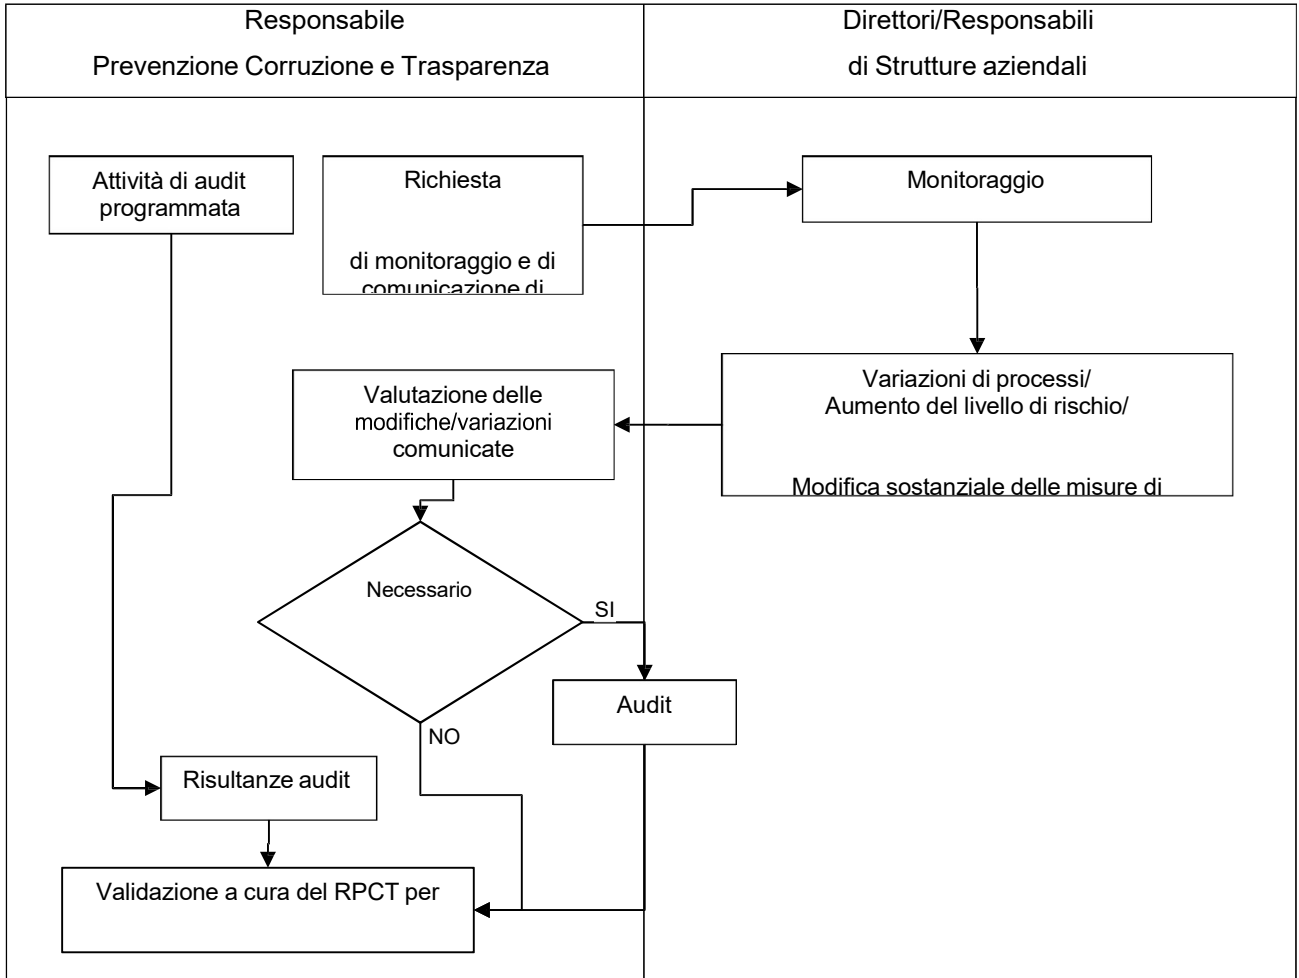 Responsabile
Prevenzione Corruzione e Trasparenza
Direttori/Responsabili
di Strutture aziendali
Attività di audit
programmata
Richiesta
di monitoraggio e di
comunicazione di
Monitoraggio
Variazioni di processi/
Aumento del livello di rischio/
Modifica sostanziale delle misure di
Valutazione delle
modifiche/variazioni
comunicate
Necessario
SI
Audit
NO
Risultanze audit
Validazione a cura del RPCT per